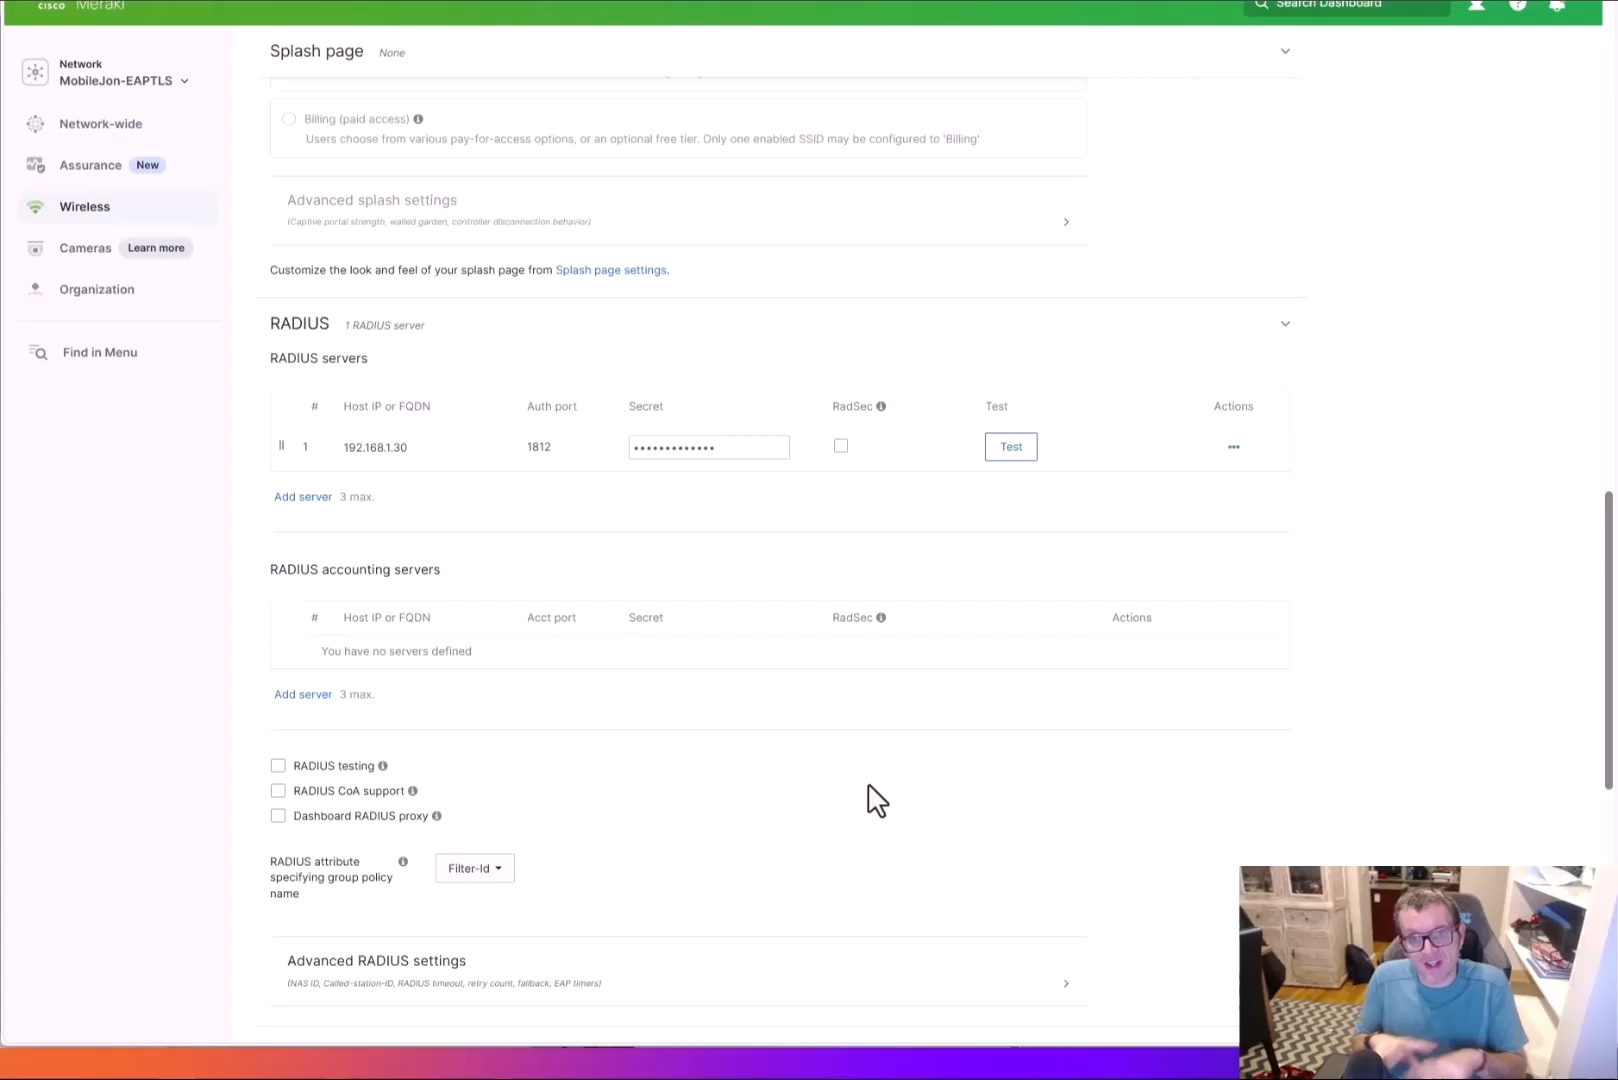 CISCO Meraki
Search Dashboard
Network
MobileJon-EAPTLS
Network-wide
Assurance New
Wireless
Cameras Learn more
Organization
Find in Menu
Splash page None
Billing (paid access)
Users choose from various pay-for-access options, or an optional free tier. Only one enabled SSID may be configured to 'Billing'
Advanced splash settings
(Captive portal strength, walled garden, controller disconnection behavior)
Customize the look and feel of your splash page from Splash page settings.
RADIUS 1 RADIUS server
RADIUS servers
# Host IP or FQDN Auth port Secret RadSec Test Actions
1 192.168.1.30 1812 ••••••••••••• Test •••
Add server 3 max.
RADIUS accounting servers
# Host IP or FQDN Acct port Secret RadSec Actions
You have no servers defined
Add server 3 max.
RADIUS testing
RADIUS CoA support
Dashboard RADIUS proxy
RADIUS attribute
specifying group policy
name
Filter-Id
Advanced RADIUS settings
(NAS ID, Called-station-ID, RADIUS timeout, retry count, fallback, EAP timers)